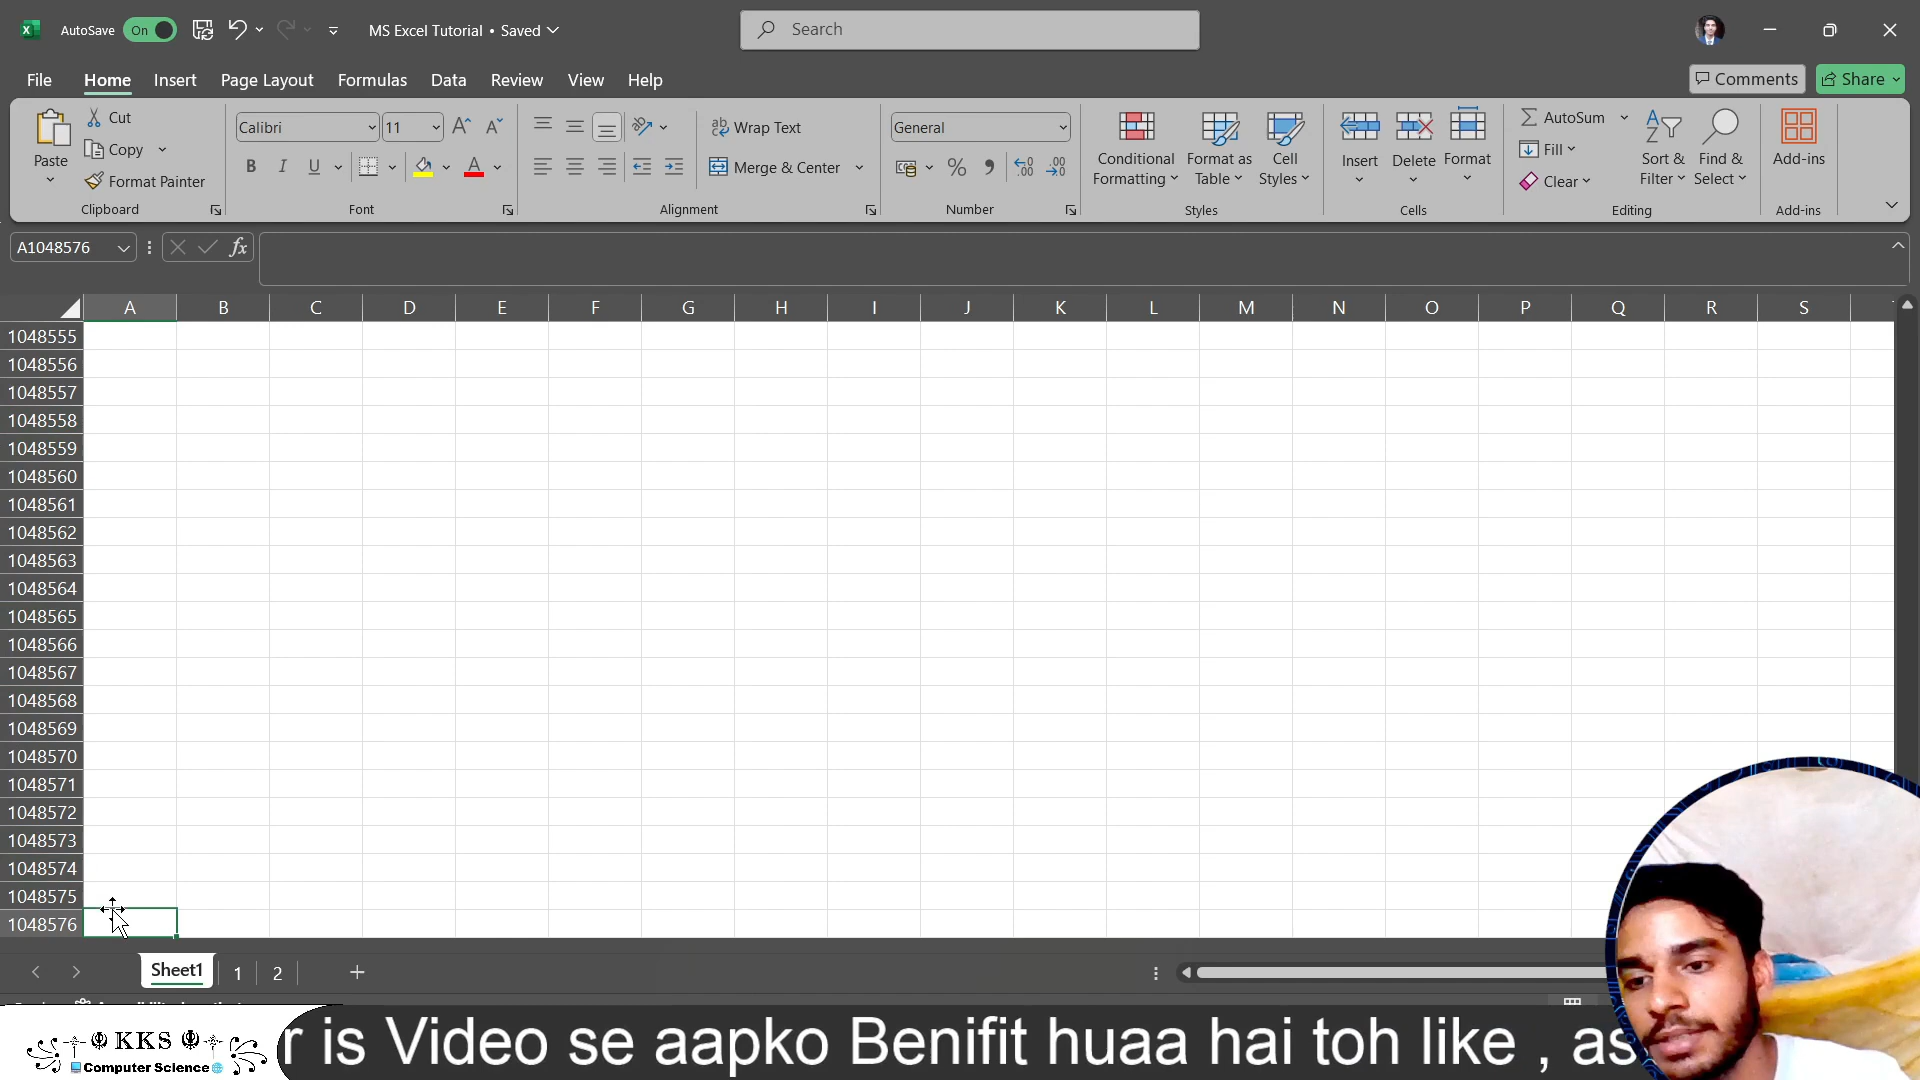 AutoSave On MS Excel Tutorial • Saved Search
File Home Insert Page Layout Formulas Data Review View Help Comments Share
Paste Cut Copy Format Painter Clipboard
Calibri 11 B I U A Font
ab Wrap Text Merge & Center Alignment
General % Number
Conditional Formatting Format as Table Cell Styles Styles
Insert Delete Format Cells
AutoSum Fill Clear Sort & Filter Find & Select Editing
Add-ins Add-ins
A1048576 fx
A B C D E F G H I J K L M N O P Q R S
1048555
1048556
1048557
1048558
1048559
1048560
1048561
1048562
1048563
1048564
1048565
1048566
1048567
1048568
1048569
1048570
1048571
1048572
1048573
1048574
1048575
1048576
Sheet1 1 2
KKS
Computer Science
r is Video se aapko Benifit huaa hai toh like , as